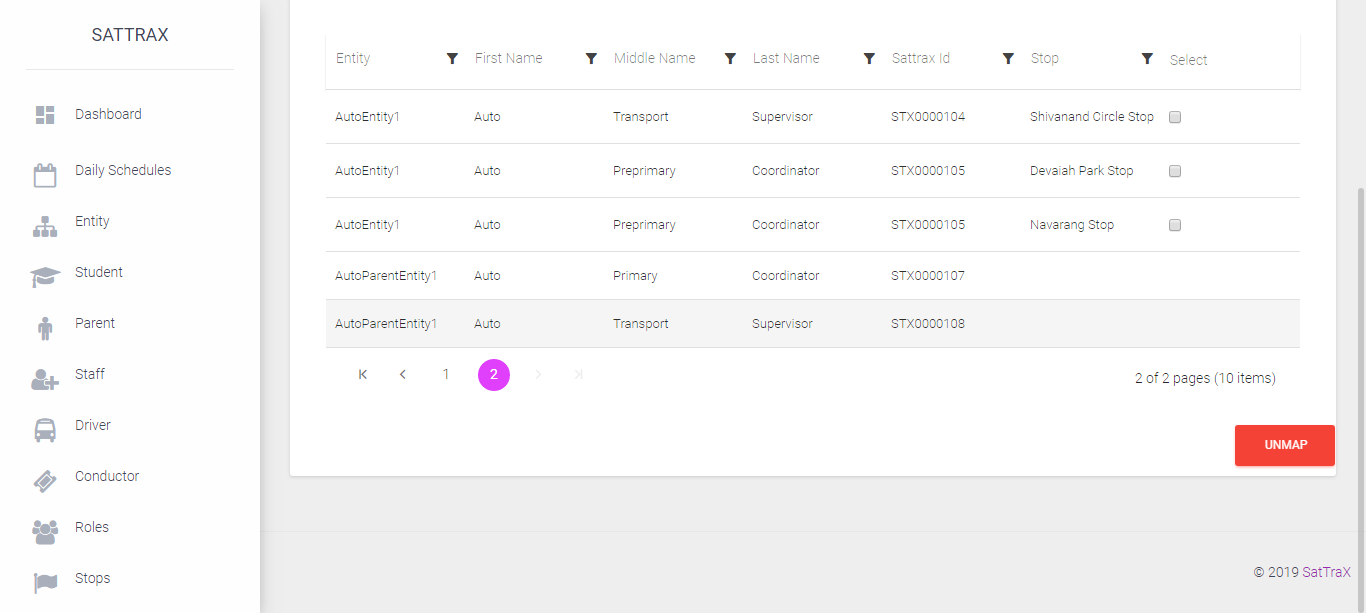 SATTRAX
Dashboard
Daily Schedules
Entity
Student
Parent
Staff
Driver
Conductor
Roles
Stops
Entity First Name Middle Name Last Name Sattrax Id Stop Select
AutoEntity1 Auto Transport Supervisor STX0000104 Shivanand Circle Stop
AutoEntity1 Auto Preprimary Coordinator STX0000105 Devaiah Park Stop
AutoEntity1 Auto Preprimary Coordinator STX0000105 Navarang Stop
AutoParentEntity1 Auto Primary Coordinator STX0000107
AutoParentEntity1 Auto Transport Supervisor STX0000108
1 2 2 of 2 pages (10 items)
UNMAP
© 2019 SatTraX